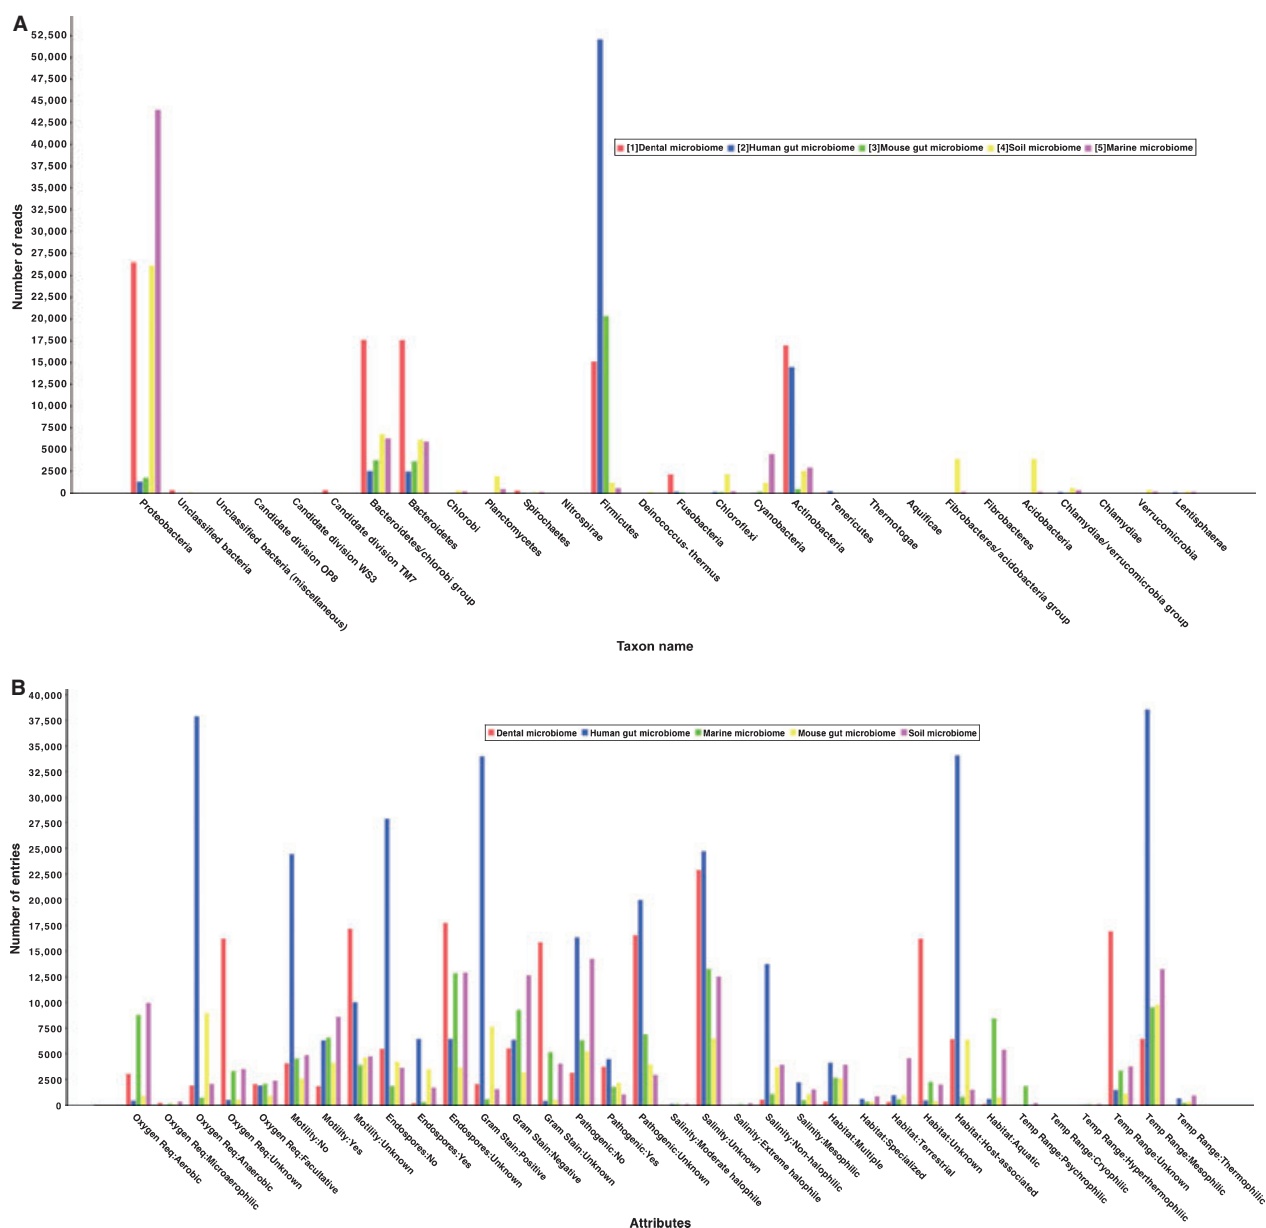 A
52,500
50,000
47,500
45,000
42,500
40,000
37,500
35,000
32,500
30,000
27,500
25,000
22,500
20,000
17,500
15,000
12,500
10,000
7500
5000
2500
0
Number of reads
[1]Dental microbiome [2]Human gut microbiome [3]Mouse gut microbiome [4]Soil microbiome [5]Marine microbiome
Proteobacteria
Unclassified bacteria
Unclassified bacteria (miscellaneous)
Candidate division OP8
Candidate division WS3
Candidate division TM7
Bacteroidetes/chlorobi group
Bacteroidetes
Chlorobi
Planctomycetes
Spirochaetes
Nitrospirae
Firmicutes
Deinococcus- thermus
Fusobacteria
Chloroflexi
Cyanobacteria
Actinobacteria
Tenericutes
Thermotogae
Aquificae
Fibrobacteres/acidobacteria group
Fibrobacteres
Acidobacteria
Chlamydiae/verrucomicrobia group
Chlamydiae
Verrucomicrobia
Lentisphaerae
Taxon name
B
40,000
37,500
35,000
32,500
30,000
27,500
25,000
22,500
20,000
17,500
15,000
12,500
10,000
7500
5000
2500
0
Number of entries
Dental microbiome Human gut microbiome Marine microbiome Mouse gut microbiome Soil microbiome
Oxygen Req:Aerobic
Oxygen Req:Microaerophilic
Oxygen Req:Anaerobic
Oxygen Req:Unknown
Oxygen Req:Facultative
Motility:No
Motility:Yes
Motility:Unknown
Endospores:No
Endospores:Yes
Endospores:Unknown
Gram Stain:Positive
Gram Stain:Negative
Gram Stain:Unknown
Pathogenic:No
Pathogenic:Yes
Pathogenic:Unknown
Salinity:Moderate halophile
Salinity:Unknown
Salinity:Extreme halophile
Salinity:Non-halophilic
Salinity:Mesophilic
Habitat:Multiple
Habitat:Specialized
Habitat:Terrestrial
Habitat:Unknown
Habitat:Host-associated
Habitat:Aquatic
Temp Range:Psychrophilic
Temp Range:Cryophilic
Temp Range:Hyperthermophilic
Temp Range:Unknown
Temp Range:Mesophilic
Temp Range:Thermophilic
Attributes